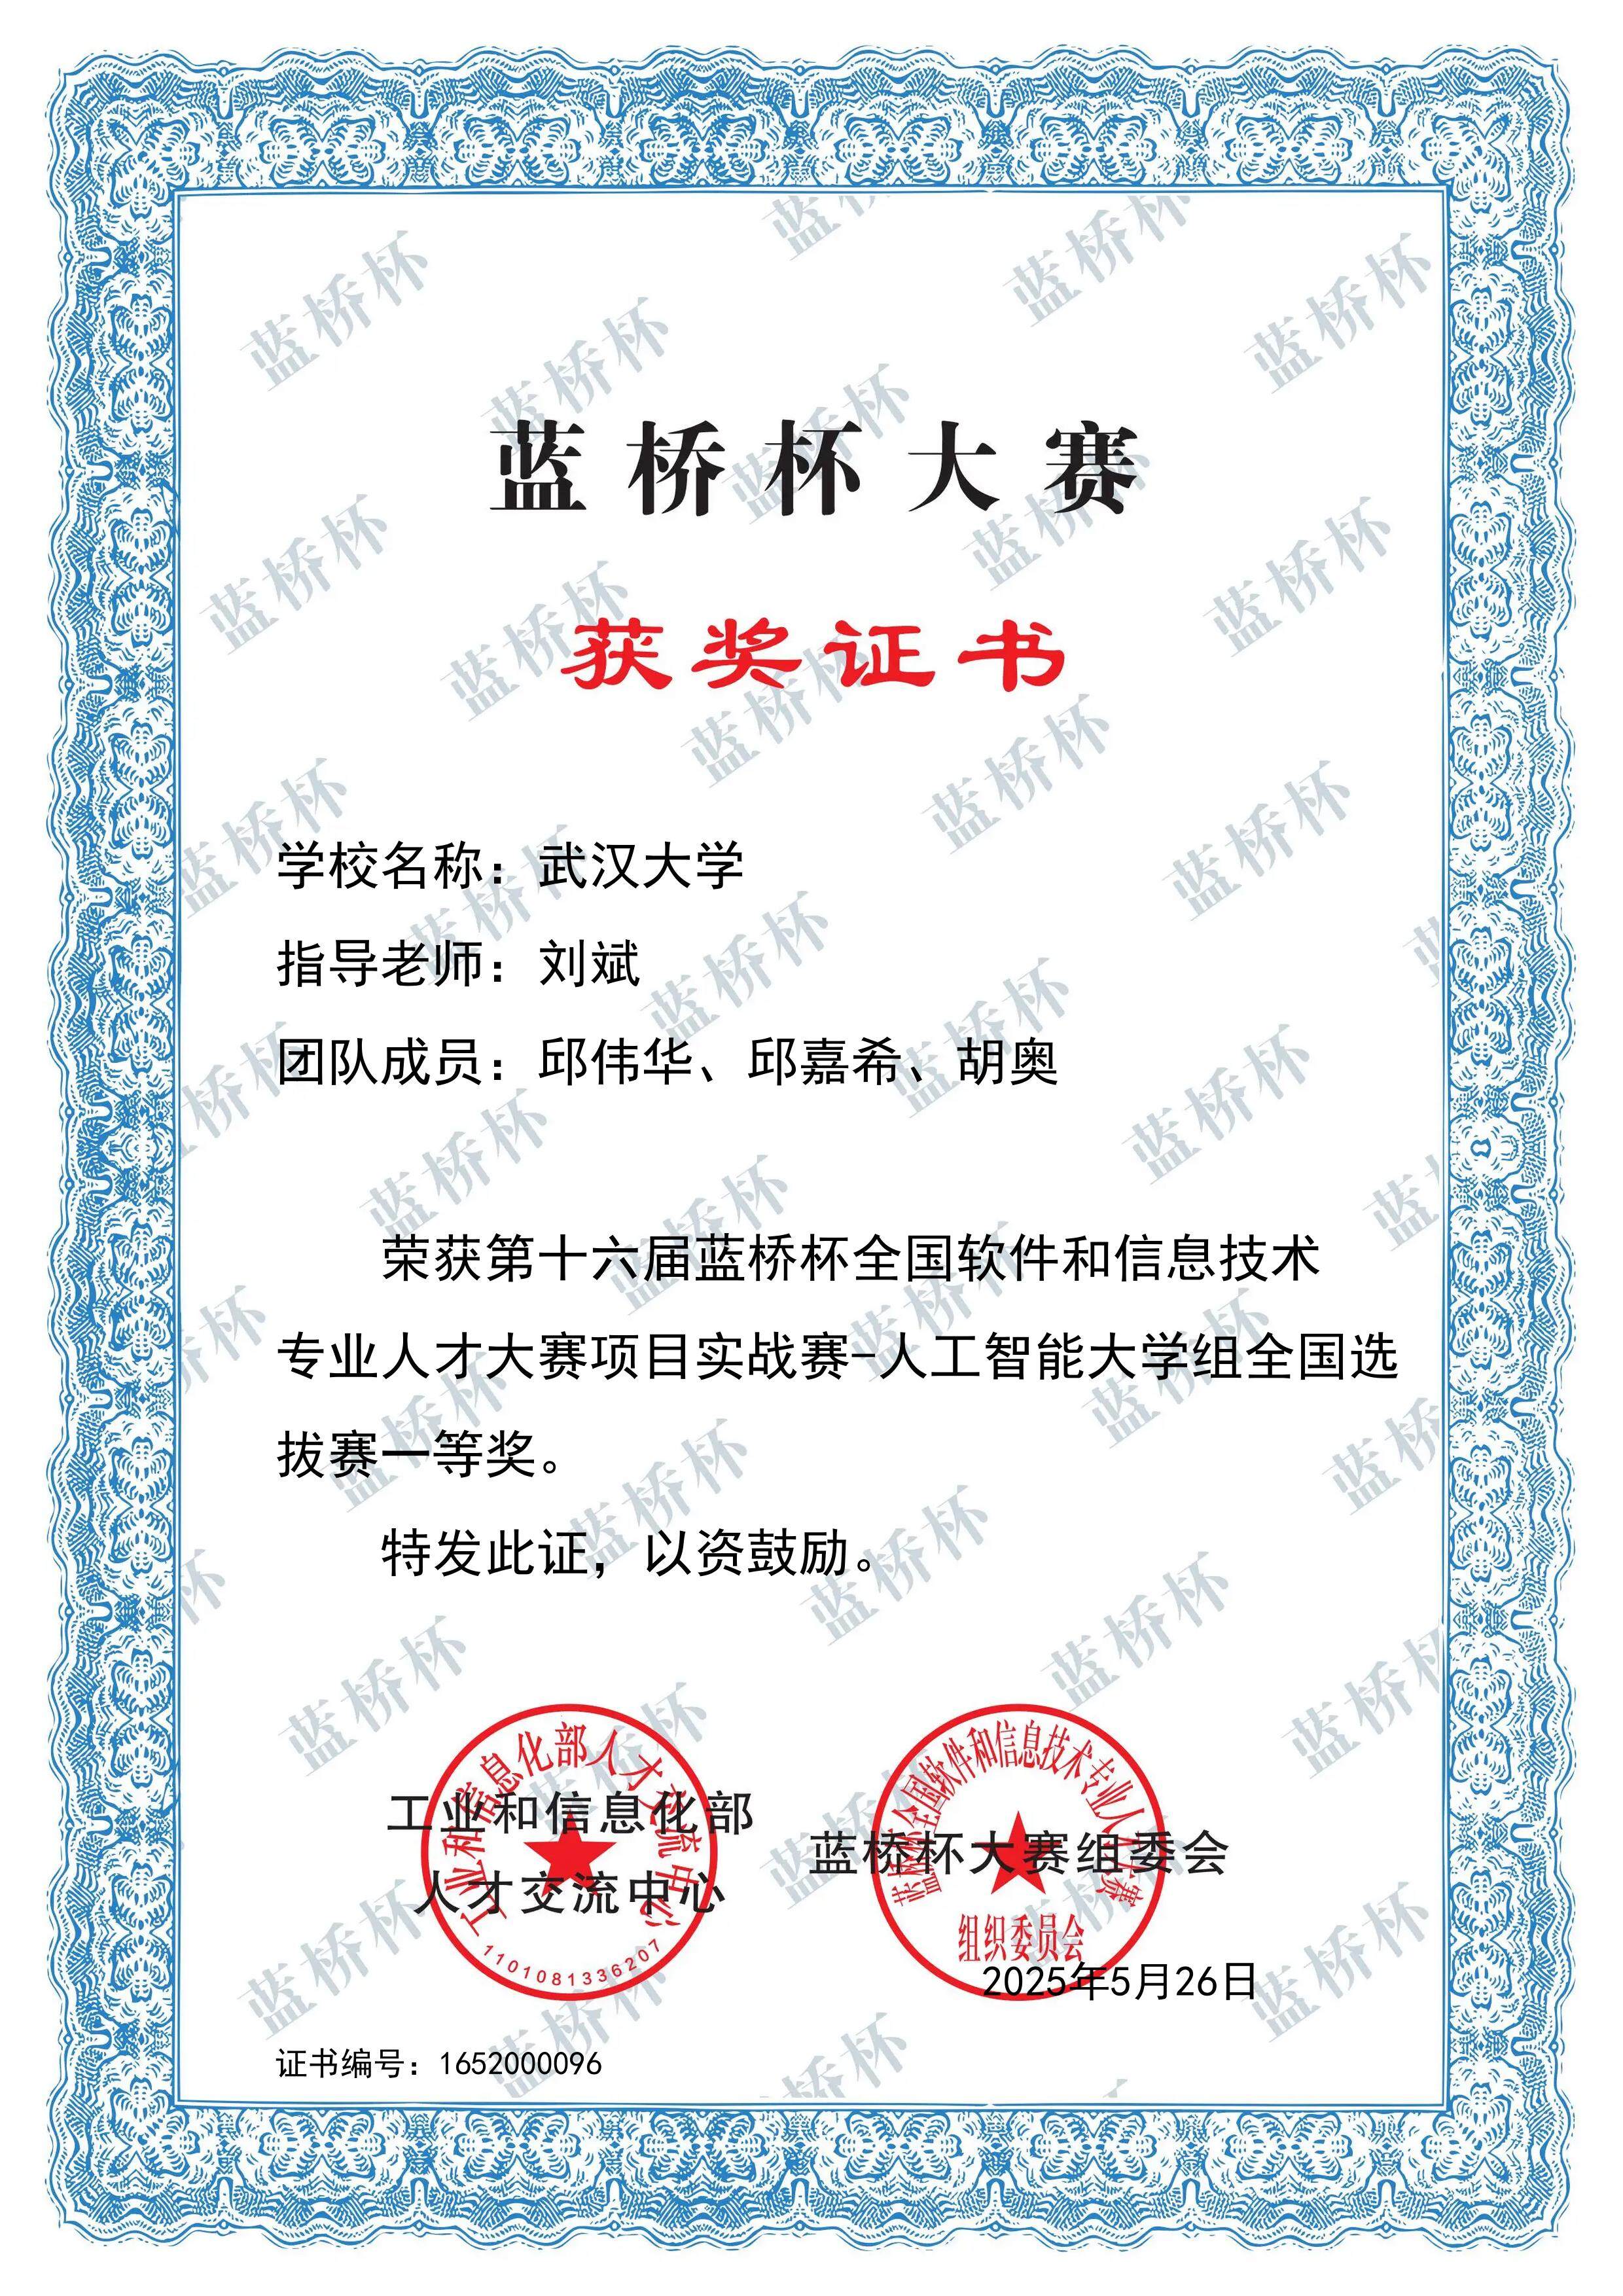 蓝桥杯大赛
获奖证书
学校名称：武汉大学
指导老师：刘斌
团队成员：邱伟华、邱嘉希、胡奥
荣获第十六届蓝桥杯全国软件和信息技术
专业人才大赛项目实战赛-人工智能大学组全国选
拔赛一等奖。
特发此证，以资鼓励。
工业和信息化部人才交流中心
工业和信息化部
人才交流中心
1101081336207
蓝桥杯全国软件和信息技术专业人才大赛
蓝桥杯大赛组委会
组织委员会
2025年5月26日
证书编号：1652000096
蓝桥杯